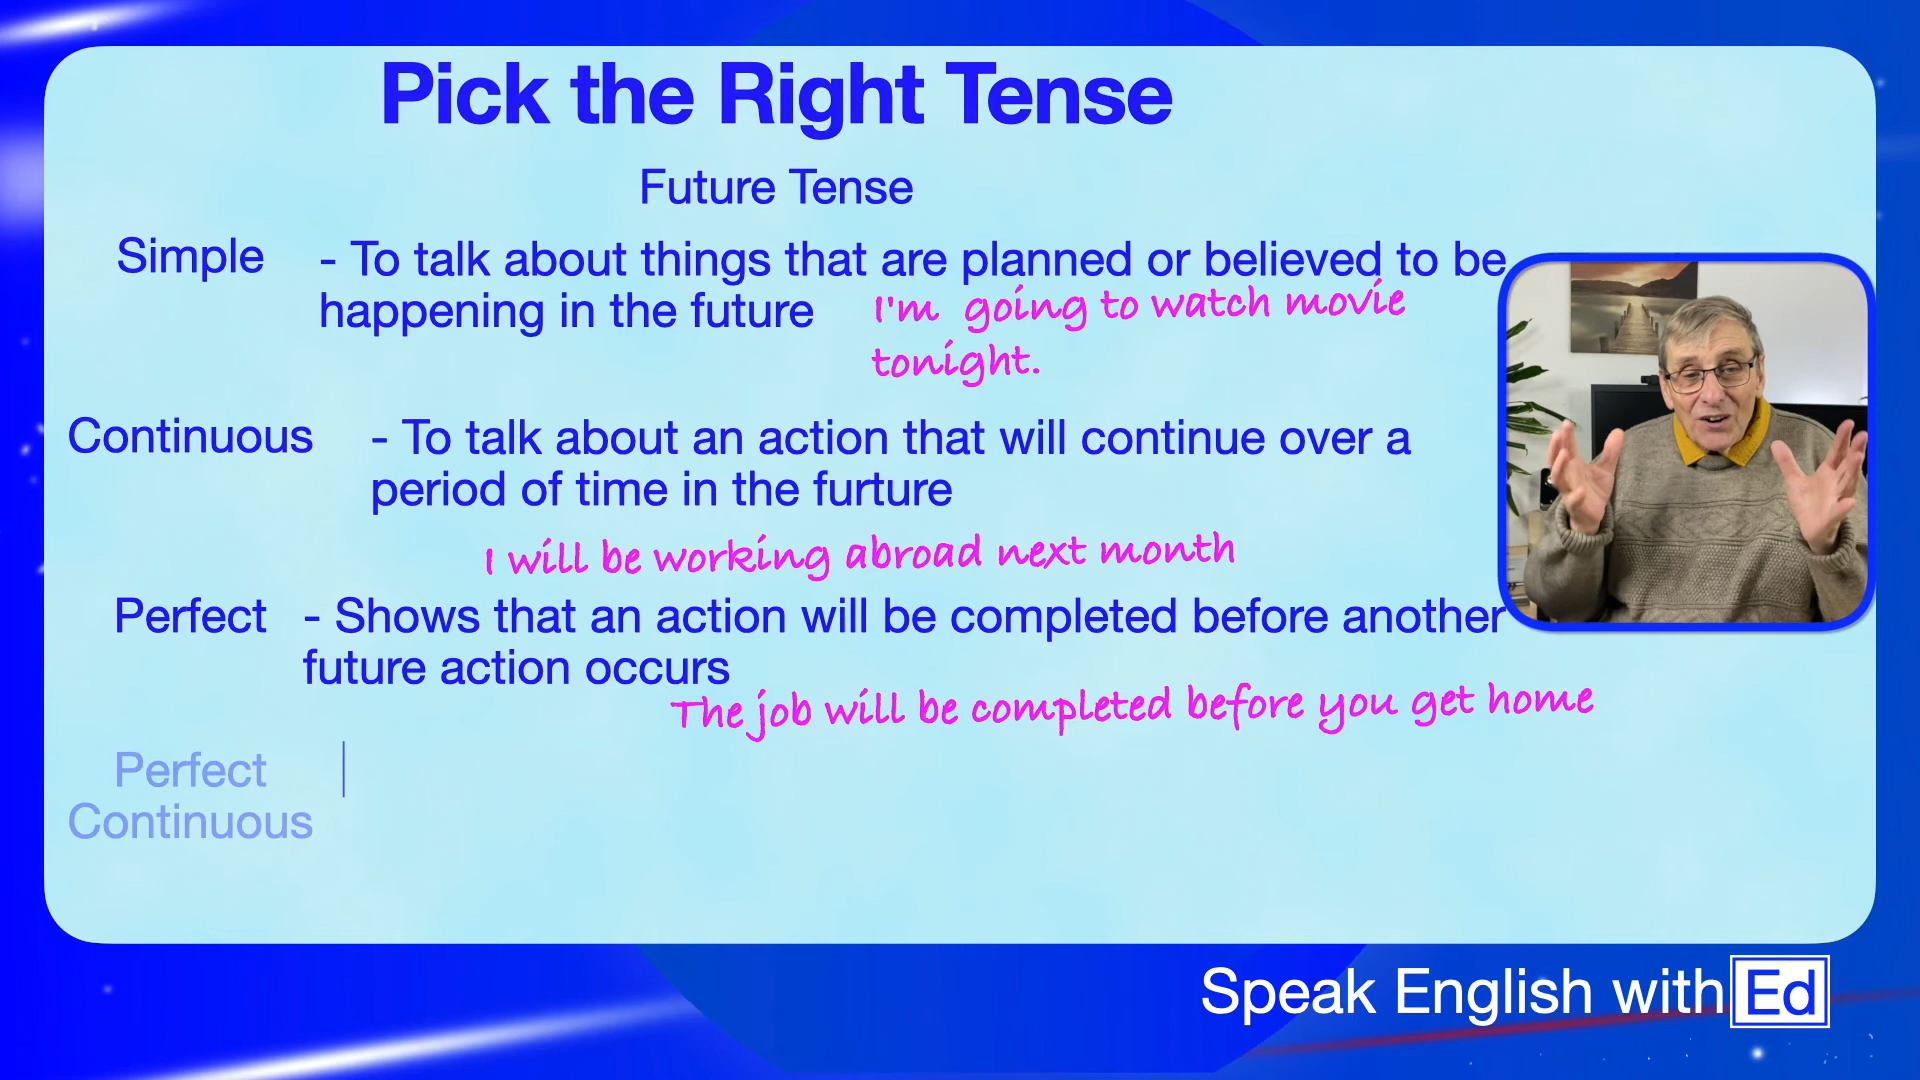 Pick the Right Tense
Future Tense
Simple - To talk about things that are planned or believed to be
happening in the future I'm going to watch movie
tonight.
Continuous - To talk about an action that will continue over a
period of time in the furture
I will be working abroad next month
Perfect - Shows that an action will be completed before another
future action occurs
The job will be completed before you get home
Perfect
Continuous
Speak English with Ed